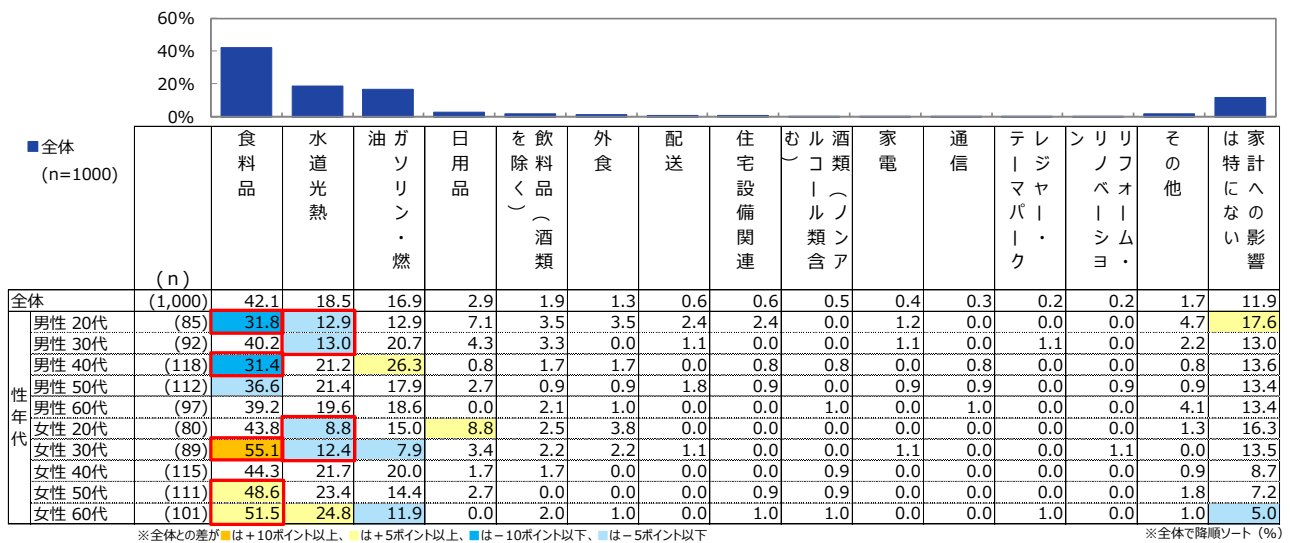 60%
40%
20%
0%
■全体
(n=1000)
(n)
食料品
水道光熱
ガソリン・燃油
日用品
飲料品（酒類を除く）
外食
配送
住宅設備関連
酒類（ノンアルコール類含む）
家電
通信
レジャー・テーマパーク
リフォーム・リノベーション
その他
家計への影響は特にない
全体 (1,000) 42.1 18.5 16.9 2.9 1.9 1.3 0.6 0.6 0.5 0.4 0.3 0.2 0.2 1.7 11.9
性年代
男性 20代 (85) 31.8 12.9 12.9 7.1 3.5 3.5 2.4 2.4 0.0 1.2 0.0 0.0 0.0 4.7 17.6
男性 30代 (92) 40.2 13.0 20.7 4.3 3.3 0.0 1.1 0.0 0.0 1.1 0.0 1.1 0.0 2.2 13.0
男性 40代 (118) 31.4 21.2 26.3 0.8 1.7 1.7 0.0 0.8 0.8 0.0 0.8 0.0 0.0 0.8 13.6
男性 50代 (112) 36.6 21.4 17.9 2.7 0.9 0.9 1.8 0.9 0.0 0.9 0.9 0.0 0.9 0.9 13.4
男性 60代 (97) 39.2 19.6 18.6 0.0 2.1 1.0 0.0 0.0 1.0 0.0 1.0 0.0 0.0 4.1 13.4
女性 20代 (80) 43.8 8.8 15.0 8.8 2.5 3.8 0.0 0.0 0.0 0.0 0.0 0.0 0.0 1.3 16.3
女性 30代 (89) 55.1 12.4 7.9 3.4 2.2 2.2 1.1 0.0 0.0 1.1 0.0 0.0 1.1 0.0 13.5
女性 40代 (115) 44.3 21.7 20.0 1.7 1.7 0.0 0.0 0.0 0.9 0.0 0.0 0.0 0.0 0.9 8.7
女性 50代 (111) 48.6 23.4 14.4 2.7 0.0 0.0 0.0 0.9 0.9 0.0 0.0 0.0 0.0 1.8 7.2
女性 60代 (101) 51.5 24.8 11.9 0.0 2.0 1.0 0.0 1.0 1.0 0.0 0.0 1.0 0.0 1.0 5.0
※全体との差が■は＋10ポイント以上、■は＋5ポイント以上、■は－10ポイント以下、■は－5ポイント以下
※全体で降順ソート（%）